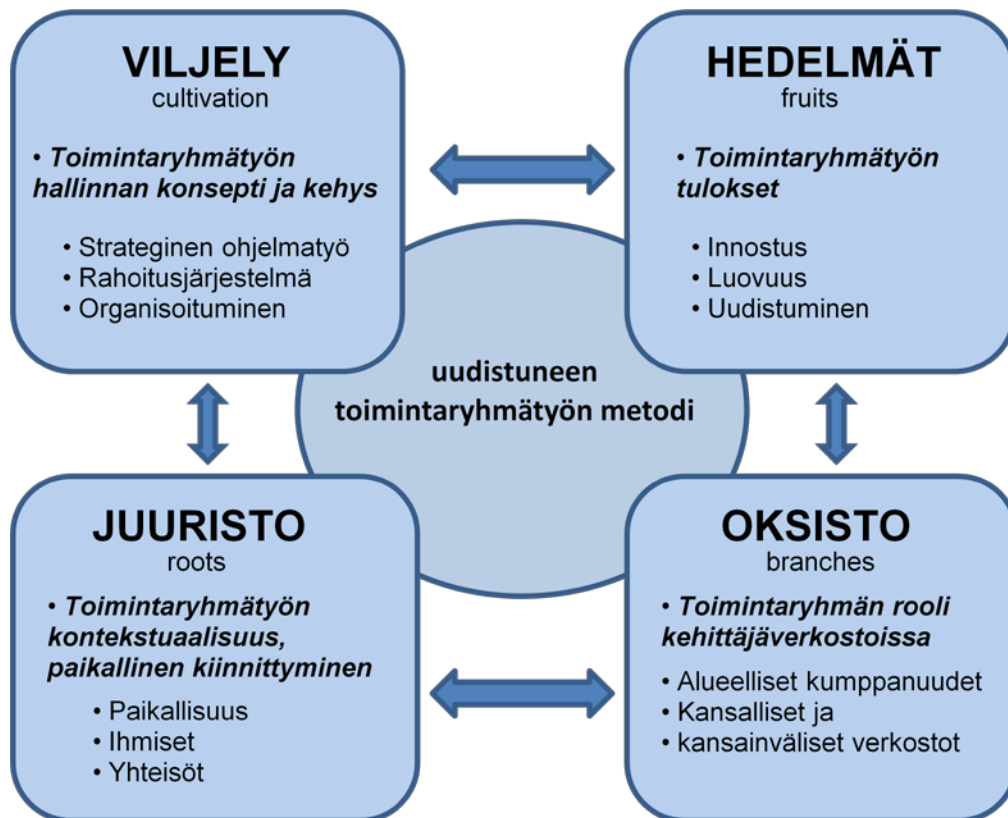 VILJELY
cultivation
• Toimintaryhmätyön
hallinnan konsepti ja kehys
• Strateginen ohjelmatyö
• Rahoitusjärjestelmä
• Organisoituminen
HEDELMÄT
fruits
• Toimintaryhmätyön
tulokset
• Innostus
• Luovuus
• Uudistuminen
uudistuneen
toimintaryhmätyön metodi
JUURISTO
roots
• Toimintaryhmätyön
kontekstuaalisuus,
paikallinen kiinnittyminen
• Paikallisuus
• Ihmiset
• Yhteisöt
OKSISTO
branches
• Toimintaryhmän rooli
kehittäjäverkostoissa
• Alueelliset kumppanuudet
• Kansalliset ja
• kansainväliset verkostot